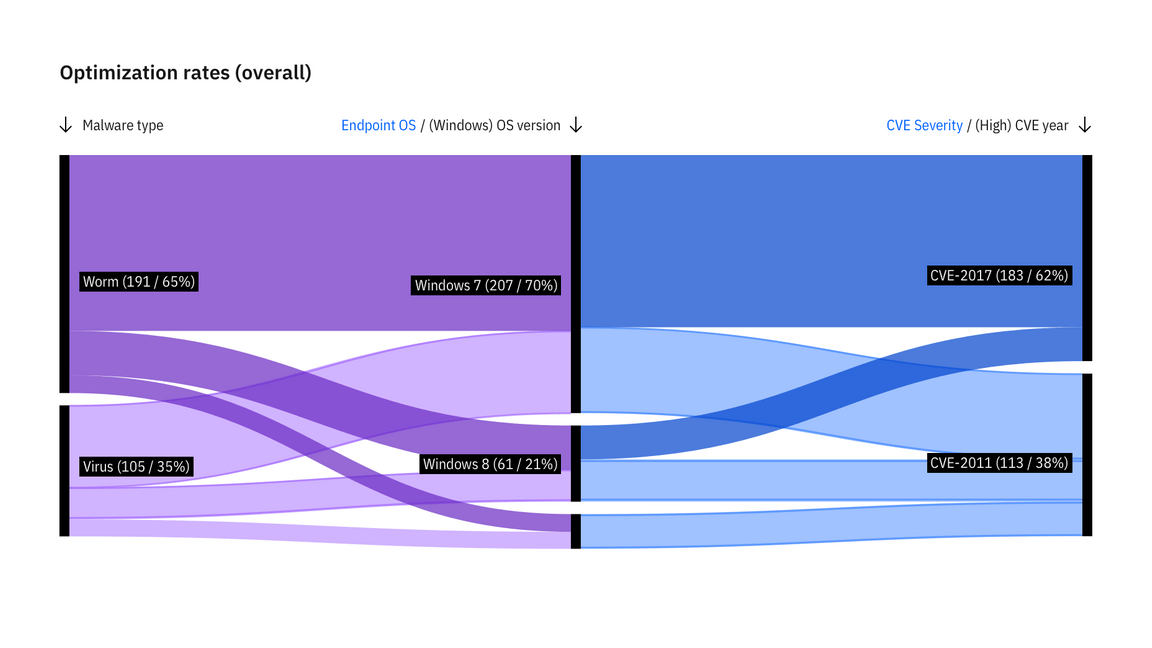 Optimization rates (overall)
Malware type
Endpoint OS / (Windows) OS version
CVE Severity / (High) CVE year
Worm (191 / 65%)
Windows 7 (207 / 70%)
CVE-2017 (183 / 62%)
Virus (105 / 35%)
Windows 8 (61 / 21%)
CVE-2011 (113 / 38%)